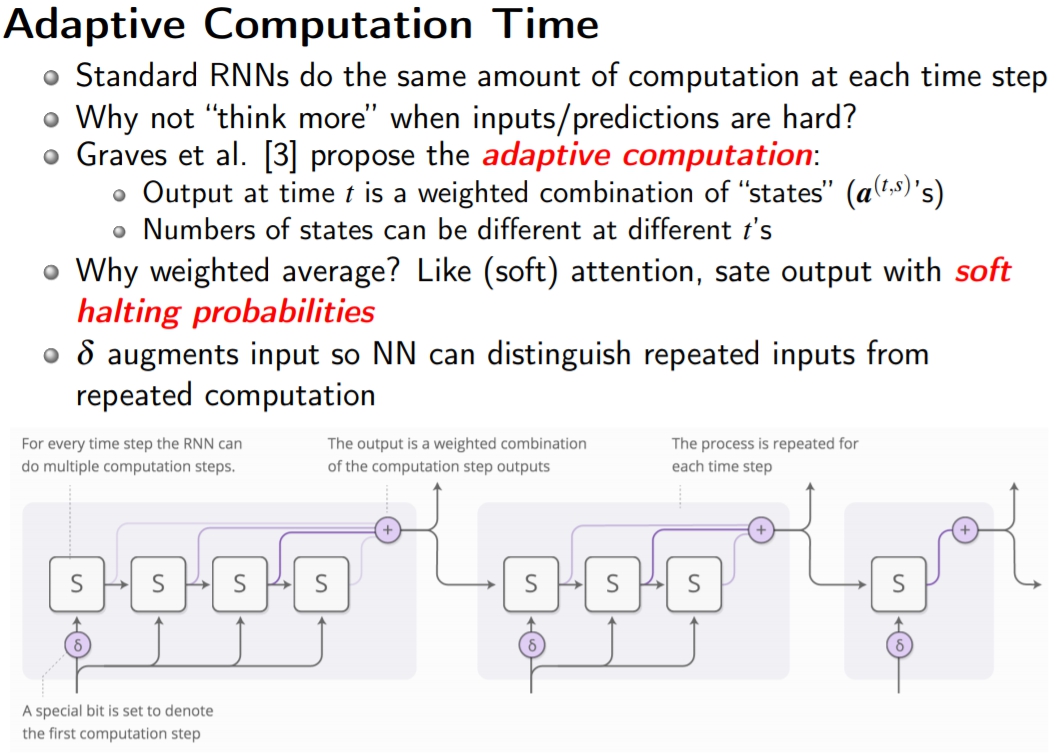 Adaptive Computation Time
Standard RNNs do the same amount of computation at each time step
Why not “think more” when inputs/predictions are hard?
Graves et al. [3] propose the adaptive computation:
Output at time t is a weighted combination of “states” (a^(t,s)'s)
Numbers of states can be different at different t's
Why weighted average? Like (soft) attention, sate output with soft
halting probabilities
δ augments input so NN can distinguish repeated inputs from
repeated computation
For every time step the RNN can
do multiple computation steps.
The output is a weighted combination
of the computation step outputs
The process is repeated for
each time step
+ + +
S S S S S S S S
δ δ δ
A special bit is set to denote
the first computation step